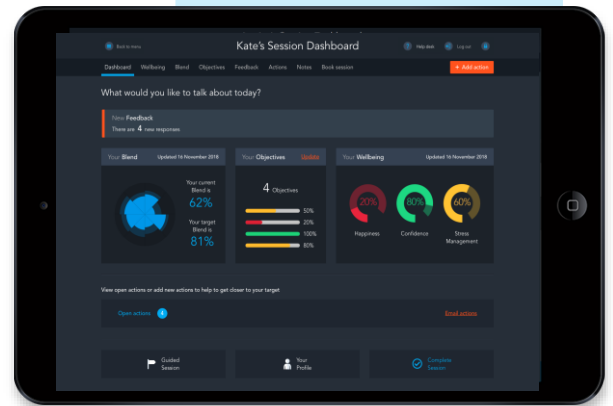 Back to menu
Kate's Session Dashboard
Help desk
Log out
Dashboard Wellbeing Blend Objectives Feedback Actions Notes Book session
+ Add action
What would you like to talk about today?
New Feedback
There are 4 new responses
Your Blend Updated 16 November 2018
Your current
Blend is
62%
Your target
Blend is
81%
Your Objectives Update
4 Objectives
50%
20%
100%
80%
Your Wellbeing Updated 16 November 2018
20%
80%
60%
Happiness
Confidence
Stress
Management
View open actions or add new actions to help to get closer to your target
Open actions 4
Email actions
Guided
Session
Your
Profile
Complete
Session